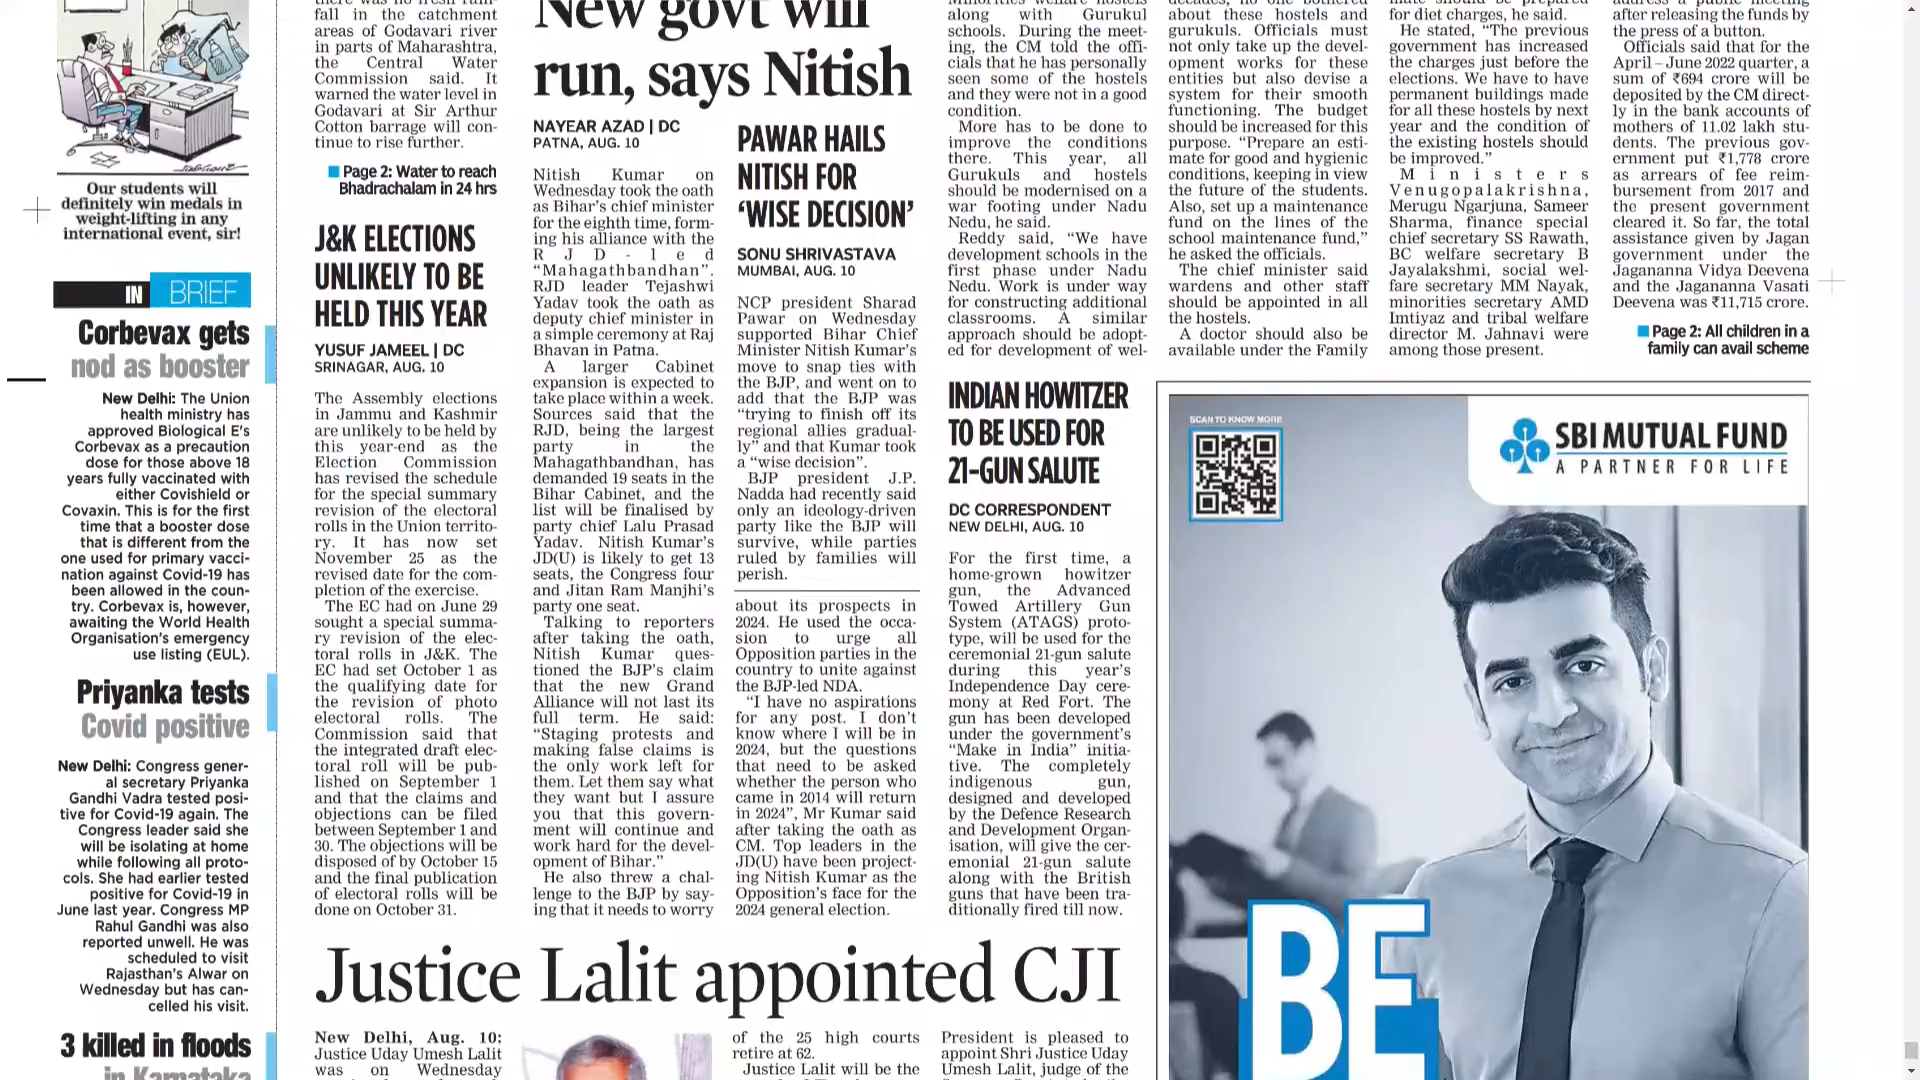 Our students will
definitely win medals in
weight-lifting in any
international event, sir!
IN BRIEF
Corbevax gets
nod as booster
New Delhi: The Union
health ministry has
approved Biological E's
Corbevax as a precaution
dose for those above 18
years fully vaccinated with
either Covishield or
Covaxin. This is for the first
time that a booster dose
that is different from the
one used for primary vacci-
nation against Covid-19 has
been allowed in the coun-
try. Corbevax is, however,
awaiting the World Health
Organisation's emergency
use listing (EUL).
Priyanka tests
Covid positive
New Delhi: Congress gener-
al secretary Priyanka
Gandhi Vadra tested posi-
tive for Covid-19 again. The
Congress leader said she
will be isolating at home
while following all proto-
cols. She had earlier tested
positive for Covid-19 in
June last year. Congress MP
Rahul Gandhi was also
reported unwell. He was
scheduled to visit
Rajasthan's Alwar on
Wednesday but has can-
celled his visit.
3 killed in floods
in Karnataka
fall in the catchment
areas of Godavari river
in parts of Maharashtra,
the Central Water
Commission said. It
warned the water level in
Godavari at Sir Arthur
Cotton barrage will con-
tinue to rise further.
Page 2: Water to reach
Bhadrachalam in 24 hrs
J&K ELECTIONS
UNLIKELY TO BE
HELD THIS YEAR
YUSUF JAMEEL | DC
SRINAGAR, AUG. 10
The Assembly elections
in Jammu and Kashmir
are unlikely to be held by
this year-end as the
Election Commission
has revised the schedule
for the special summary
revision of the electoral
rolls in the Union territo-
ry. It has now set
November 25 as the
revised date for the com-
pletion of the exercise.
The EC had on June 29
sought a special summa-
ry revision of the elec-
toral rolls in J&K. The
EC had set October 1 as
the qualifying date for
the revision of photo
electoral rolls. The
Commission said that
the integrated draft elec-
toral roll will be pub-
lished on September 1
and that the claims and
objections can be filed
between September 1 and
30. The objections will be
disposed of by October 15
and the final publication
of electoral rolls will be
done on October 31.
New govt will
run, says Nitish
NAYEAR AZAD | DC
PATNA, AUG. 10
Nitish Kumar on
Wednesday took the oath
as Bihar's chief minister
for the eighth time, form-
ing his alliance with the
RJD-led
“Mahagathbandhan”.
RJD leader Tejashwi
Yadav took the oath as
deputy chief minister in
a simple ceremony at Raj
Bhavan in Patna.
A larger Cabinet
expansion is expected to
take place within a week.
Sources said that the
RJD, being the largest
party in the
Mahagathbandhan, has
demanded 19 seats in the
Bihar Cabinet, and the
list will be finalised by
party chief Lalu Prasad
Yadav. Nitish Kumar's
JD(U) is likely to get 13
seats, the Congress four
and Jitan Ram Manjhi's
party one seat.
Talking to reporters
after taking the oath,
Nitish Kumar ques-
tioned the BJP's claim
that the new Grand
Alliance will not last its
full term. He said:
“Staging protests and
making false claims is
the only work left for
them. Let them say what
they want but I assure
you that this govern-
ment will continue and
work hard for the devel-
opment of Bihar.”
He also threw a chal-
lenge to the BJP by say-
ing that it needs to worry
PAWAR HAILS
NITISH FOR
‘WISE DECISION’
SONU SHRIVASTAVA
MUMBAI, AUG. 10
NCP president Sharad
Pawar on Wednesday
supported Bihar Chief
Minister Nitish Kumar's
move to snap ties with
the BJP, and went on to
add that the BJP was
“trying to finish off its
regional allies gradual-
ly” and that Kumar took
a “wise decision”.
BJP president J.P.
Nadda had recently said
only an ideology-driven
party like the BJP will
survive, while parties
ruled by families will
perish.
about its prospects in
2024. He used the occa-
sion to urge all
Opposition parties in the
country to unite against
the BJP-led NDA.
“I have no aspirations
for any post. I don't
know where I will be in
2024, but the questions
that need to be asked
whether the person who
came in 2014 will return
in 2024”, Mr Kumar said
after taking the oath as
CM. Top leaders in the
JD(U) have been project-
ing Nitish Kumar as the
Opposition's face for the
2024 general election.
along with Gurukul
schools. During the meet-
ing, the CM told the offi-
cials that he has personally
seen some of the hostels
and they were not in a good
condition.
More has to be done to
improve the conditions
there. This year, all
Gurukuls and hostels
should be modernised on a
war footing under Nadu
Nedu, he said.
Reddy said, “We have
development schools in the
first phase under Nadu
Nedu. Work is under way
for constructing additional
classrooms. A similar
approach should be adopt-
ed for development of wel-
about these hostels and
gurukuls. Officials must
not only take up the devel-
opment works for these
entities but also devise a
system for their smooth
functioning. The budget
should be increased for this
purpose. “Prepare an esti-
mate for good and hygienic
conditions, keeping in view
the future of the students.
Also, set up a maintenance
fund on the lines of the
school maintenance fund,”
he asked the officials.
The chief minister said
wardens and other staff
should be appointed in all
the hostels.
A doctor should also be
available under the Family
for diet charges, he said.
He stated, “The previous
government has increased
the charges just before the
elections. We have to have
permanent buildings made
for all these hostels by next
year and the condition of
the existing hostels should
be improved.”
Ministers
Venugopalakrishna,
Merugu Ngarjuna, Sameer
Sharma, finance special
chief secretary SS Rawath,
BC welfare secretary B
Jayalakshmi, social wel-
fare secretary MM Nayak,
minorities secretary AMD
Imtiyaz and tribal welfare
director M. Jahnavi were
among those present.
after releasing the funds by
the press of a button.
Officials said that for the
April – June 2022 quarter, a
sum of ₹694 crore will be
deposited by the CM direct-
ly in the bank accounts of
mothers of 11.02 lakh stu-
dents. The previous gov-
ernment put ₹1,778 crore
as arrears of fee reim-
bursement from 2017 and
the present government
cleared it. So far, the total
assistance given by Jagan
government under the
Jagananna Vidya Deevena
and the Jagananna Vasati
Deevena was ₹11,715 crore.
Page 2: All children in a
family can avail scheme
INDIAN HOWITZER
TO BE USED FOR
21-GUN SALUTE
DC CORRESPONDENT
NEW DELHI, AUG. 10
For the first time, a
home-grown howitzer
gun, the Advanced
Towed Artillery Gun
System (ATAGS) proto-
type, will be used for the
ceremonial 21-gun salute
during this year's
Independence Day cere-
mony at Red Fort. The
gun has been developed
under the government's
“Make in India” initia-
tive. The completely
indigenous gun,
designed and developed
by the Defence Research
and Development Organ-
isation, will give the cer-
emonial 21-gun salute
along with the British
guns that have been tra-
ditionally fired till now.
SCAN TO KNOW MORE
SBI MUTUAL FUND
A PARTNER FOR LIFE
BE
Justice Lalit appointed CJI
New Delhi, Aug. 10:
Justice Uday Umesh Lalit
was on Wednesday
of the 25 high courts
retire at 62.
Justice Lalit will be the
President is pleased to
appoint Shri Justice Uday
Umesh Lalit, judge of the